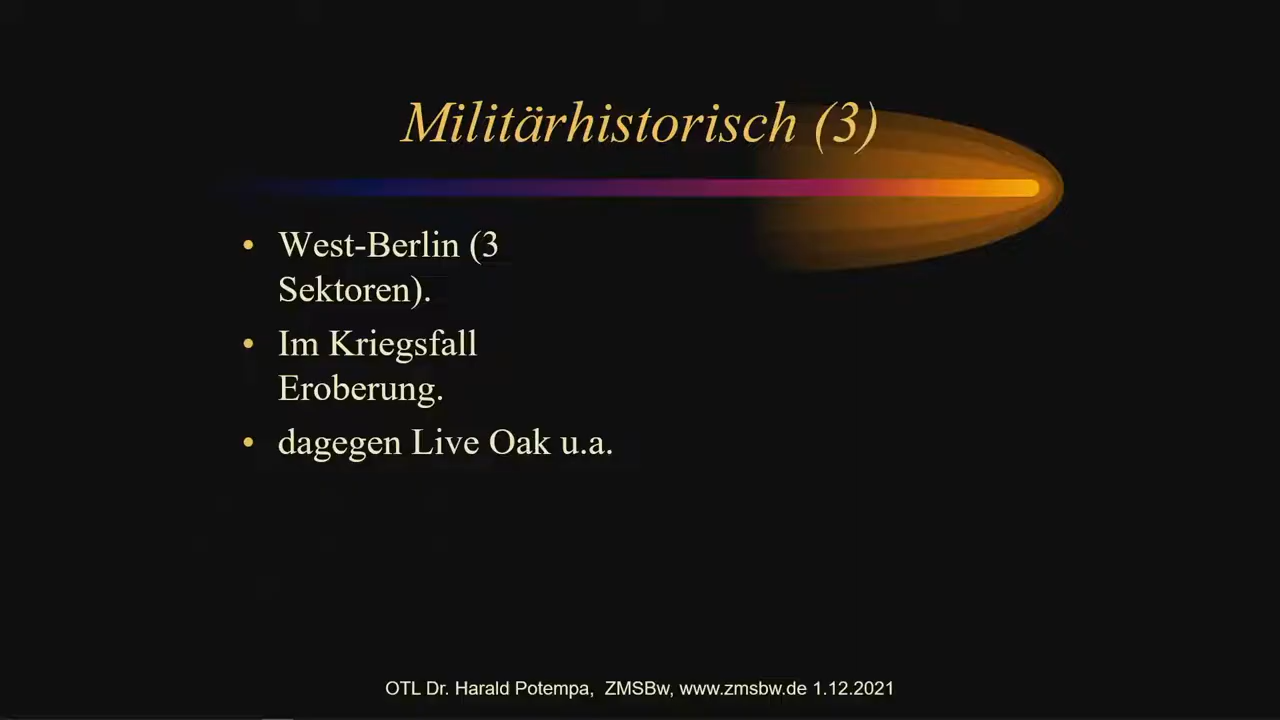 Militärhistorisch (3)
• West-Berlin (3
Sektoren).
• Im Kriegsfall
Eroberung.
• dagegen Live Oak u.a.
OTL Dr. Harald Potempa, ZMSBw, www.zmsbw.de 1.12.2021